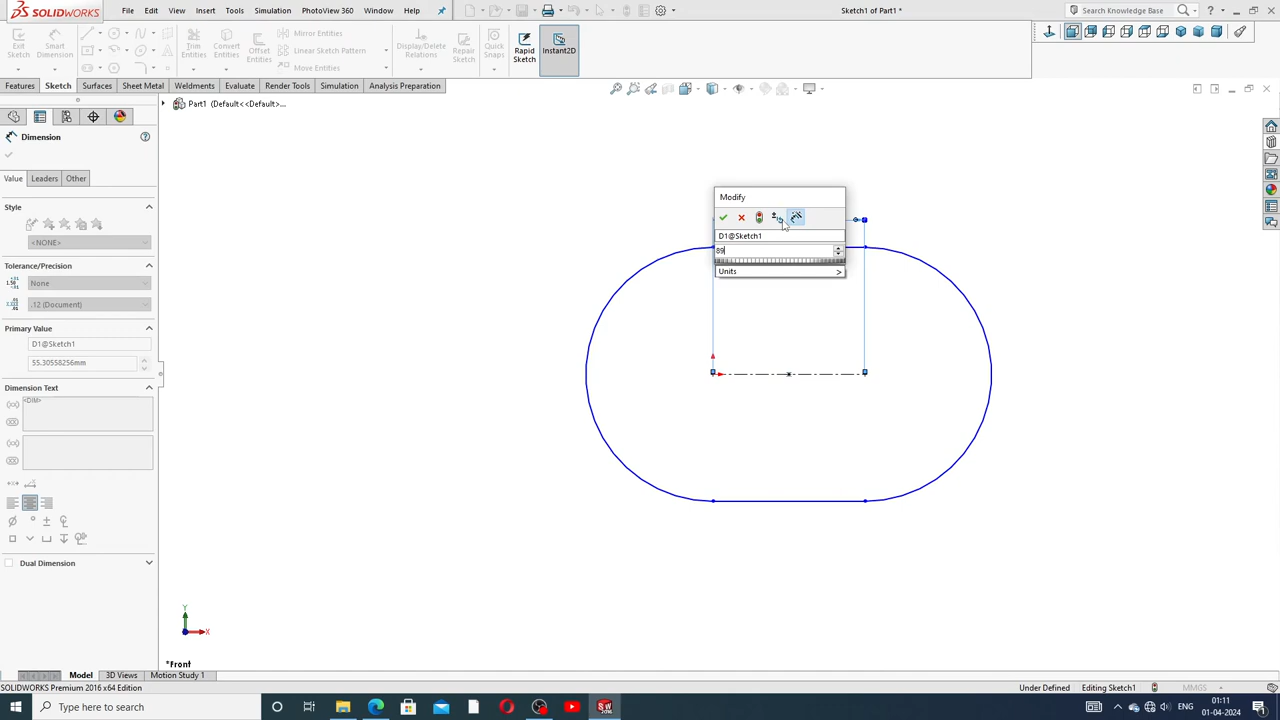 SOLIDWORKS
File Edit View Insert Tools Simulation PhotoView 360 Window Help
Sketch1 of Part1 *
Search Knowledge Base
Exit Sketch
Smart Dimension
Trim Entities
Convert Entities
Offset Entities
Mirror Entities
Linear Sketch Pattern
Move Entities
Display/Delete Relations
Repair Sketch
Quick Snaps
Rapid Sketch
Instant2D
Features Sketch Surfaces Sheet Metal Weldments Evaluate Render Tools Simulation Analysis Preparation
Part1 (Default<<Default>...
Dimension
Value Leaders Other
Style
<NONE>
Tolerance/Precision
None
.12 (Document)
Primary Value
D1@Sketch1
55.30558256mm
Dimension Text
<DIM>
Dual Dimension
Modify
D1@Sketch1
89
Units >
Y
X
*Front
Model 3D Views Motion Study 1
SOLIDWORKS Premium 2016 x64 Edition
Under Defined Editing Sketch1 MMGS
Type here to search
ENG
01:11
01-04-2024